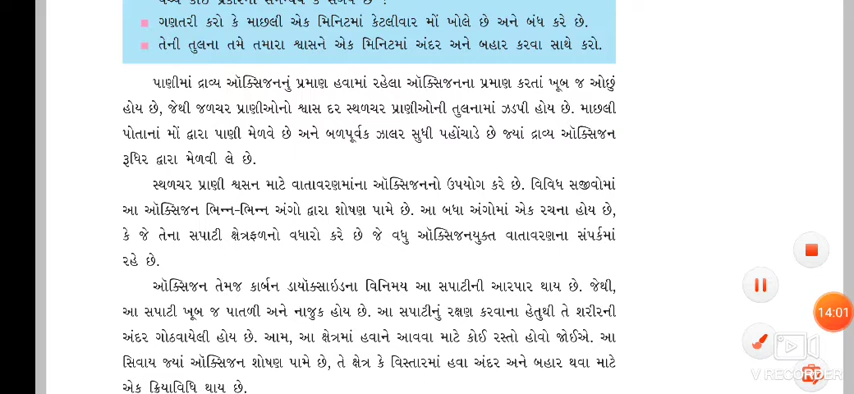 ગણતરી કરો કે માછલી એક મિનિટમાં કેટલીવાર મોં ખોલે છે અને બંધ કરે છે.
તેની તુલના તમે તમારા શ્વાસને એક મિનિટમાં અંદર અને બહાર કરવા સાથે કરો.
પાણીમાં દ્રાવ્ય ઑક્સિજનનું પ્રમાણ હવામાં રહેલા ઑક્સિજનના પ્રમાણ કરતાં ખૂબ જ ઓછું
હોય છે, જેથી જળચર પ્રાણીઓનો શ્વાસ દર સ્થળચર પ્રાણીઓની તુલનામાં ઝડપી હોય છે. માછલી
પોતાનાં મોં દ્વારા પાણી મેળવે છે અને બળપૂર્વક ઝાલર સુધી પહોંચાડે છે જ્યાં દ્રાવ્ય ઑક્સિજન
રુધિર દ્વારા મેળવી લે છે.
સ્થળચર પ્રાણી શ્વસન માટે વાતાવરણમાંના ઑક્સિજનનો ઉપયોગ કરે છે. વિવિધ સજીવોમાં
આ ઑક્સિજન ભિન્ન-ભિન્ન અંગો દ્વારા શોષણ પામે છે. આ બધા અંગોમાં એક રચના હોય છે,
કે જે તેના સપાટી ક્ષેત્રફળનો વધારો કરે છે જે વધુ ઑક્સિજનયુક્ત વાતાવરણના સંપર્કમાં
રહે છે.
ઑક્સિજન તેમજ કાર્બન ડાયૉક્સાઇડના વિનિમય આ સપાટીની આરપાર થાય છે. જેથી,
આ સપાટી ખૂબ જ પાતળી અને નાજુક હોય છે. આ સપાટીનું રક્ષણ કરવાના હેતુથી તે શરીરની
અંદર ગોઠવાયેલી હોય છે. આમ, આ ક્ષેત્રમાં હવાને આવવા માટે કોઈ રસ્તો હોવો જોઈએ. આ
સિવાય જ્યાં ઑક્સિજન શોષણ પામે છે, તે ક્ષેત્ર કે વિસ્તારમાં હવા અંદર અને બહાર થવા માટે
એક ક્રિયાવિધિ થાય છે.
14:01
V RECORDER